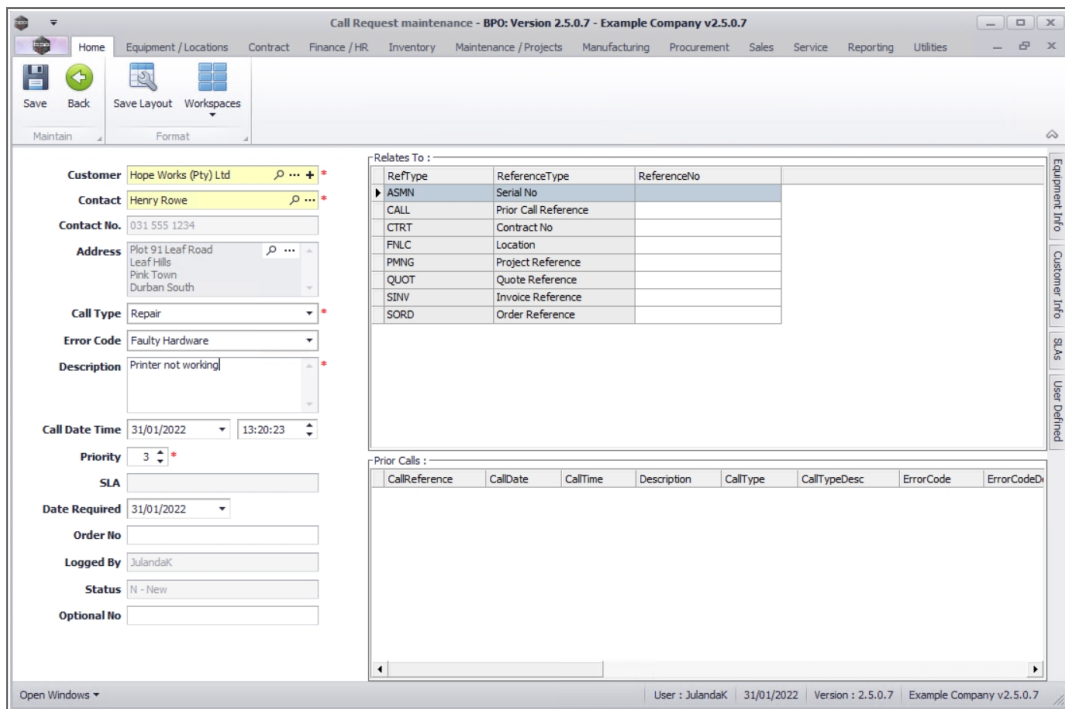 Call Request maintenance - BPO: Version 2.5.0.7 - Example Company v2.5.0.7
Home Equipment / Locations Contract Finance / HR Inventory Maintenance / Projects Manufacturing Procurement Sales Service Reporting Utilities
Save Back Save Layout Workspaces
Maintain Format
Customer Hope Works (Pty) Ltd *
Contact Henry Rowe *
Contact No. 031 555 1234
Address Plot 91 Leaf Road
Leaf Hills
Pink Town
Durban South
Call Type Repair *
Error Code Faulty Hardware
Description Printer not working *
Call Date Time 31/01/2022 13:20:23
Priority 3 *
SLA
Date Required 31/01/2022
Order No
Logged By JulandaK
Status N - New
Optional No
Relates To :
RefType ReferenceType ReferenceNo
ASMN Serial No
CALL Prior Call Reference
CTRT Contract No
FNLC Location
PMNG Project Reference
QUOT Quote Reference
SINV Invoice Reference
SORD Order Reference
Prior Calls :
CallReference CallDate CallTime Description CallType CallTypeDesc ErrorCode ErrorCodeD
Equipment Info
Customer Info
SLAs
User Defined
Open Windows User : JulandaK 31/01/2022 Version : 2.5.0.7 Example Company v2.5.0.7